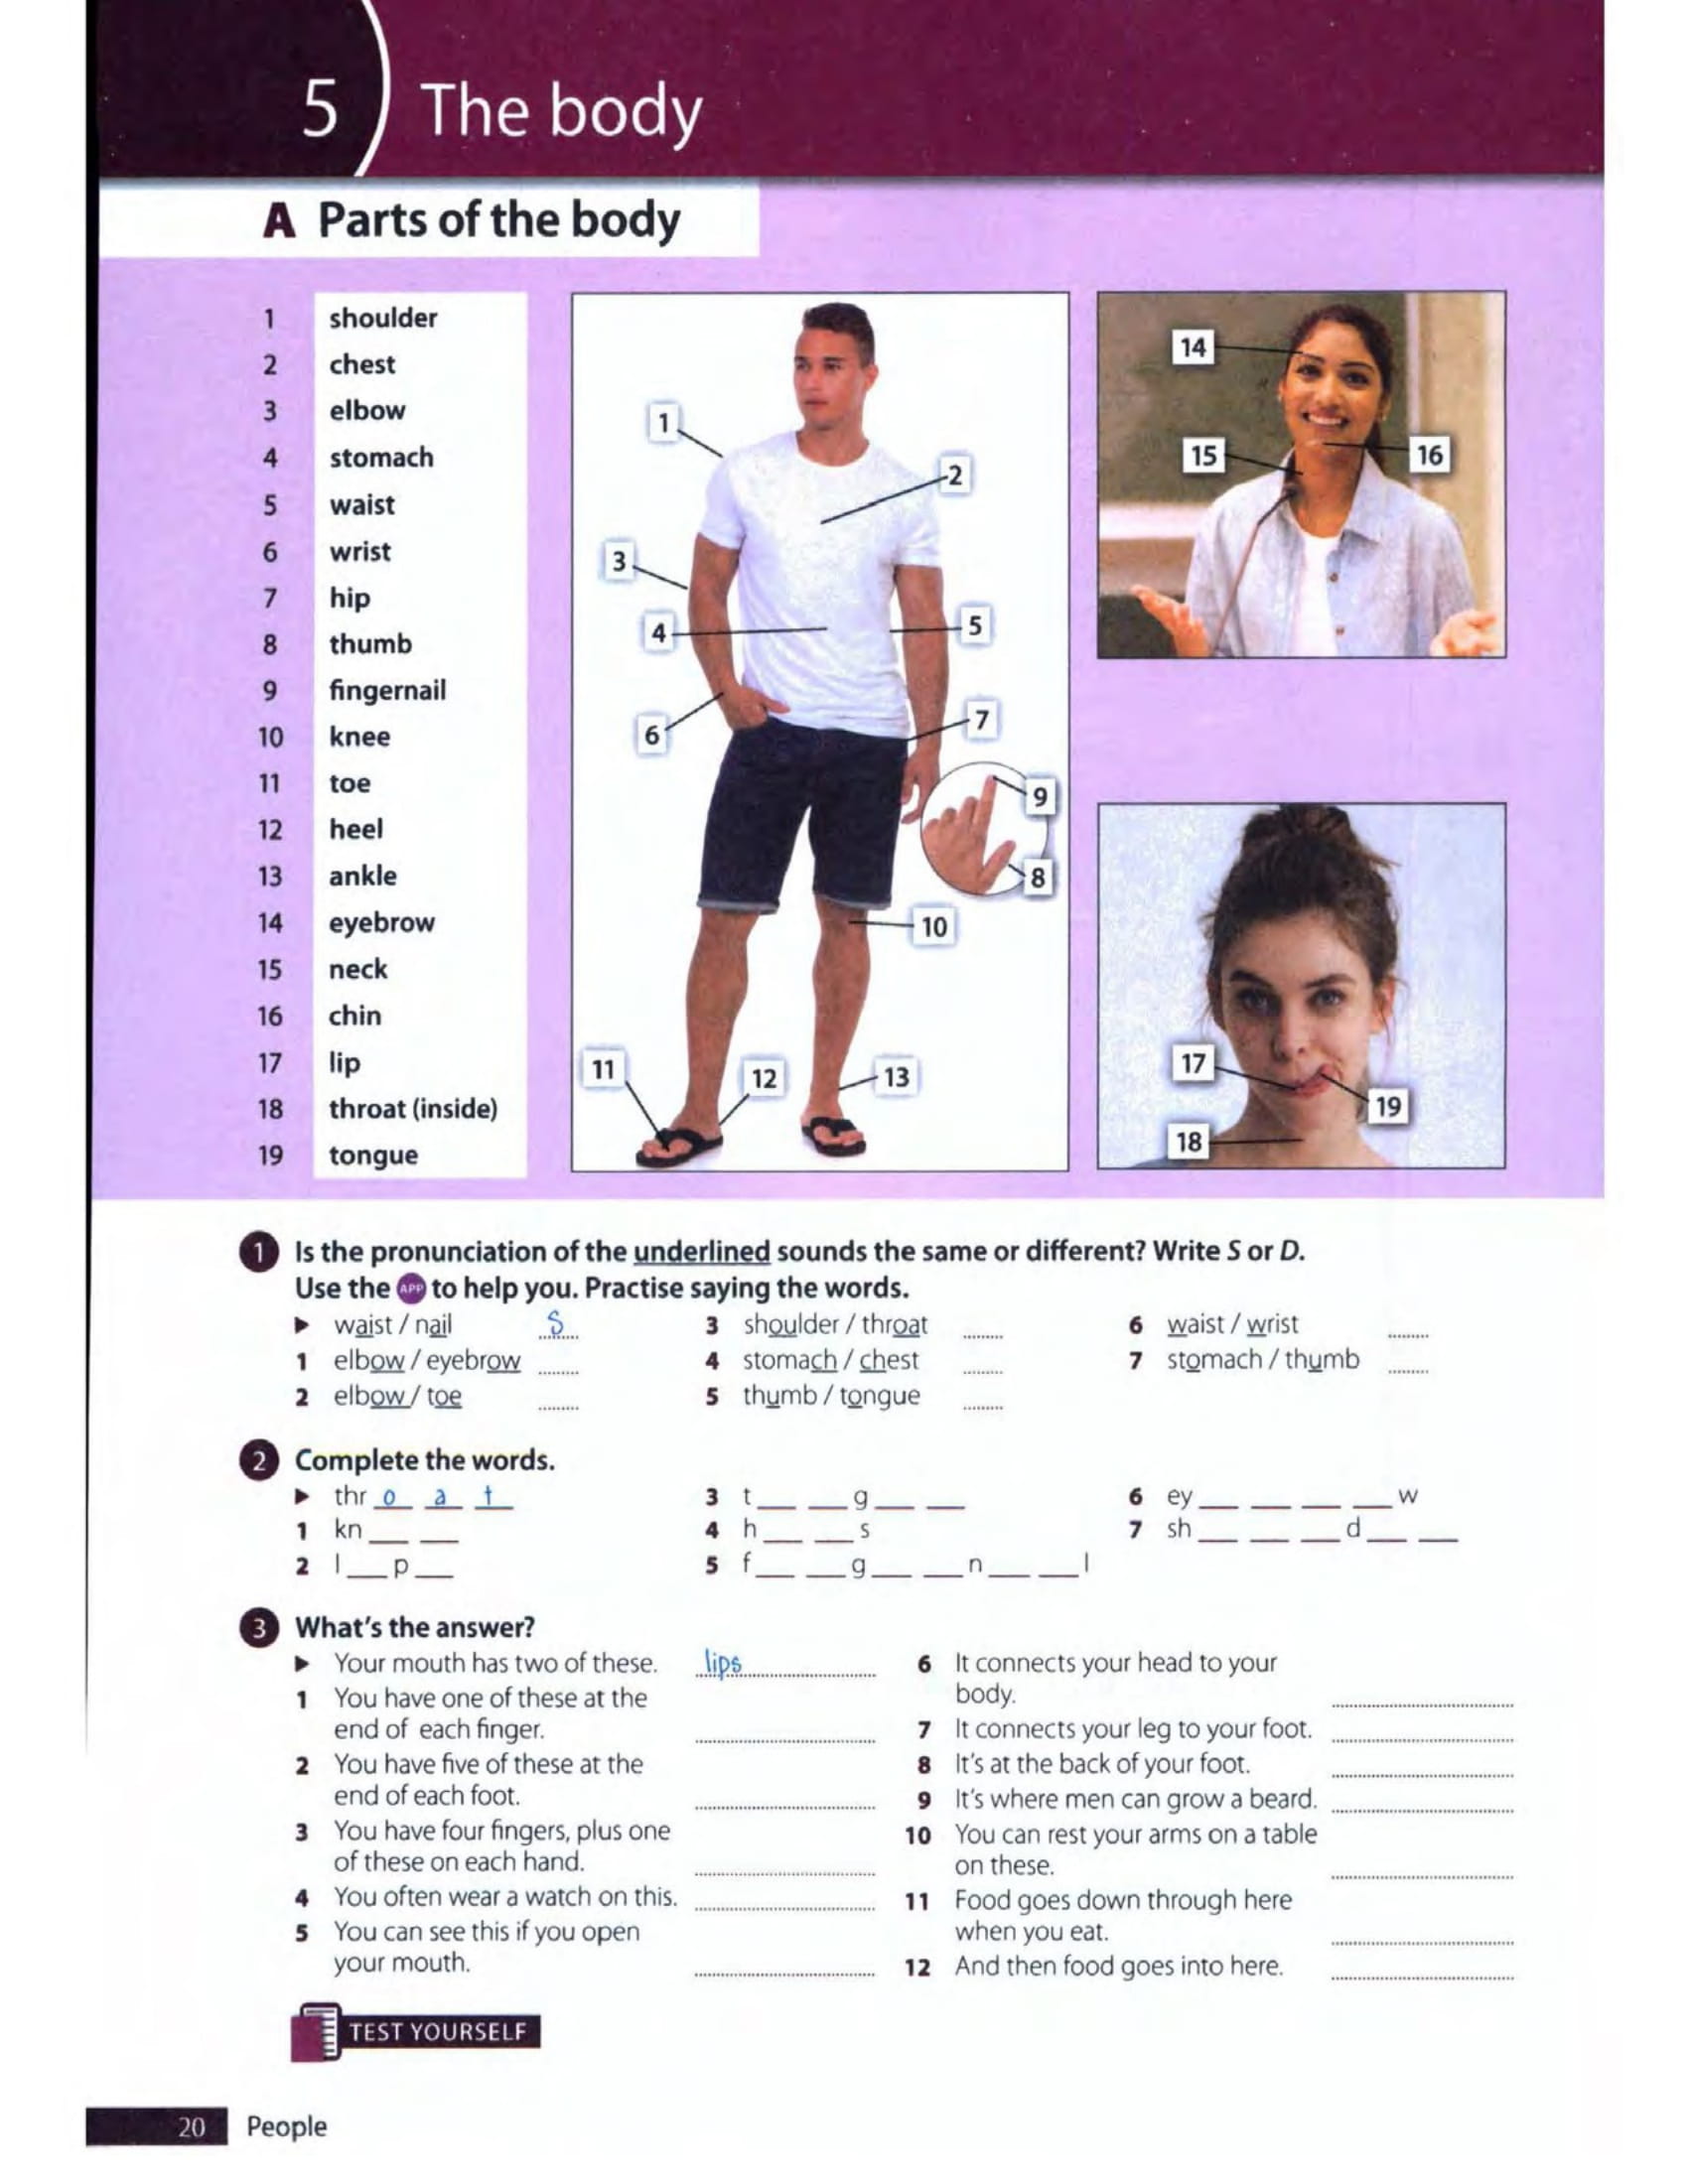 5 The body
A Parts of the body
1 shoulder
2 chest
3 elbow
4 stomach
5 waist
6 wrist
7 hip
8 thumb
9 fingernail
10 knee
11 toe
12 heel
13 ankle
14 eyebrow
15 neck
16 chin
17 lip
18 throat (inside)
19 tongue
1
2
3
4
5
6
7
9
8
10
11
12
13
14
15
16
17
19
18
1 Is the pronunciation of the underlined sounds the same or different? Write S or D.
Use the APP to help you. Practise saying the words.
► waist / nail S
1 elbow / eyebrow ........
2 elbow / toe ........
3 shoulder / throat ........
4 stomach / chest ........
5 thumb / tongue ........
6 waist / wrist ........
7 stomach / thumb ........
2 Complete the words.
► thr o a t
1 kn __ __
2 l __ p __
3 t __ __ g __ __
4 h __ __ s
5 f __ __ g __ __ n __ __ l
6 ey __ __ __ __ w
7 sh __ __ __ d __ __
3 What's the answer?
► Your mouth has two of these. lips
1 You have one of these at the
end of each finger. ........
2 You have five of these at the
end of each foot. ........
3 You have four fingers, plus one
of these on each hand. ........
4 You often wear a watch on this. ........
5 You can see this if you open
your mouth. ........
6 It connects your head to your
body. ........
7 It connects your leg to your foot. ........
8 It's at the back of your foot. ........
9 It's where men can grow a beard. ........
10 You can rest your arms on a table
on these. ........
11 Food goes down through here
when you eat. ........
12 And then food goes into here. ........
TEST YOURSELF
20 People